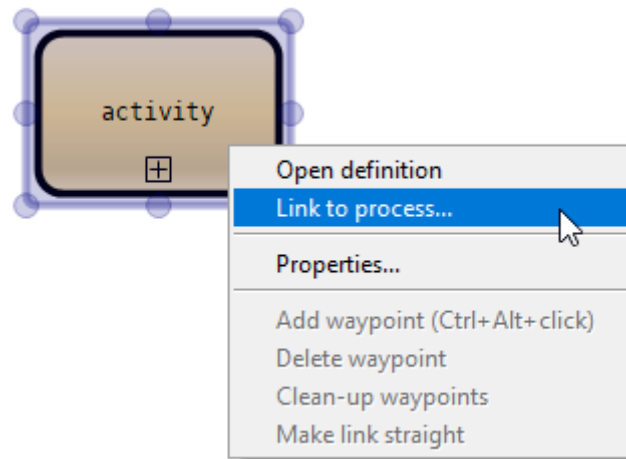 activity
Open definition
Link to process...
Properties...
Add waypoint (Ctrl+Alt+click)
Delete waypoint
Clean-up waypoints
Make link straight